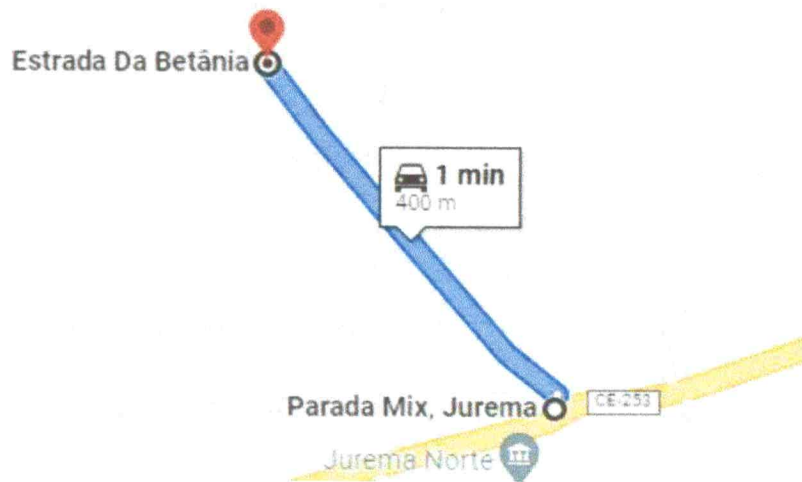 Estrada Da Betânia
1 min
400 m
Parada Mix, Jurema
CE-253
Jurema Norte